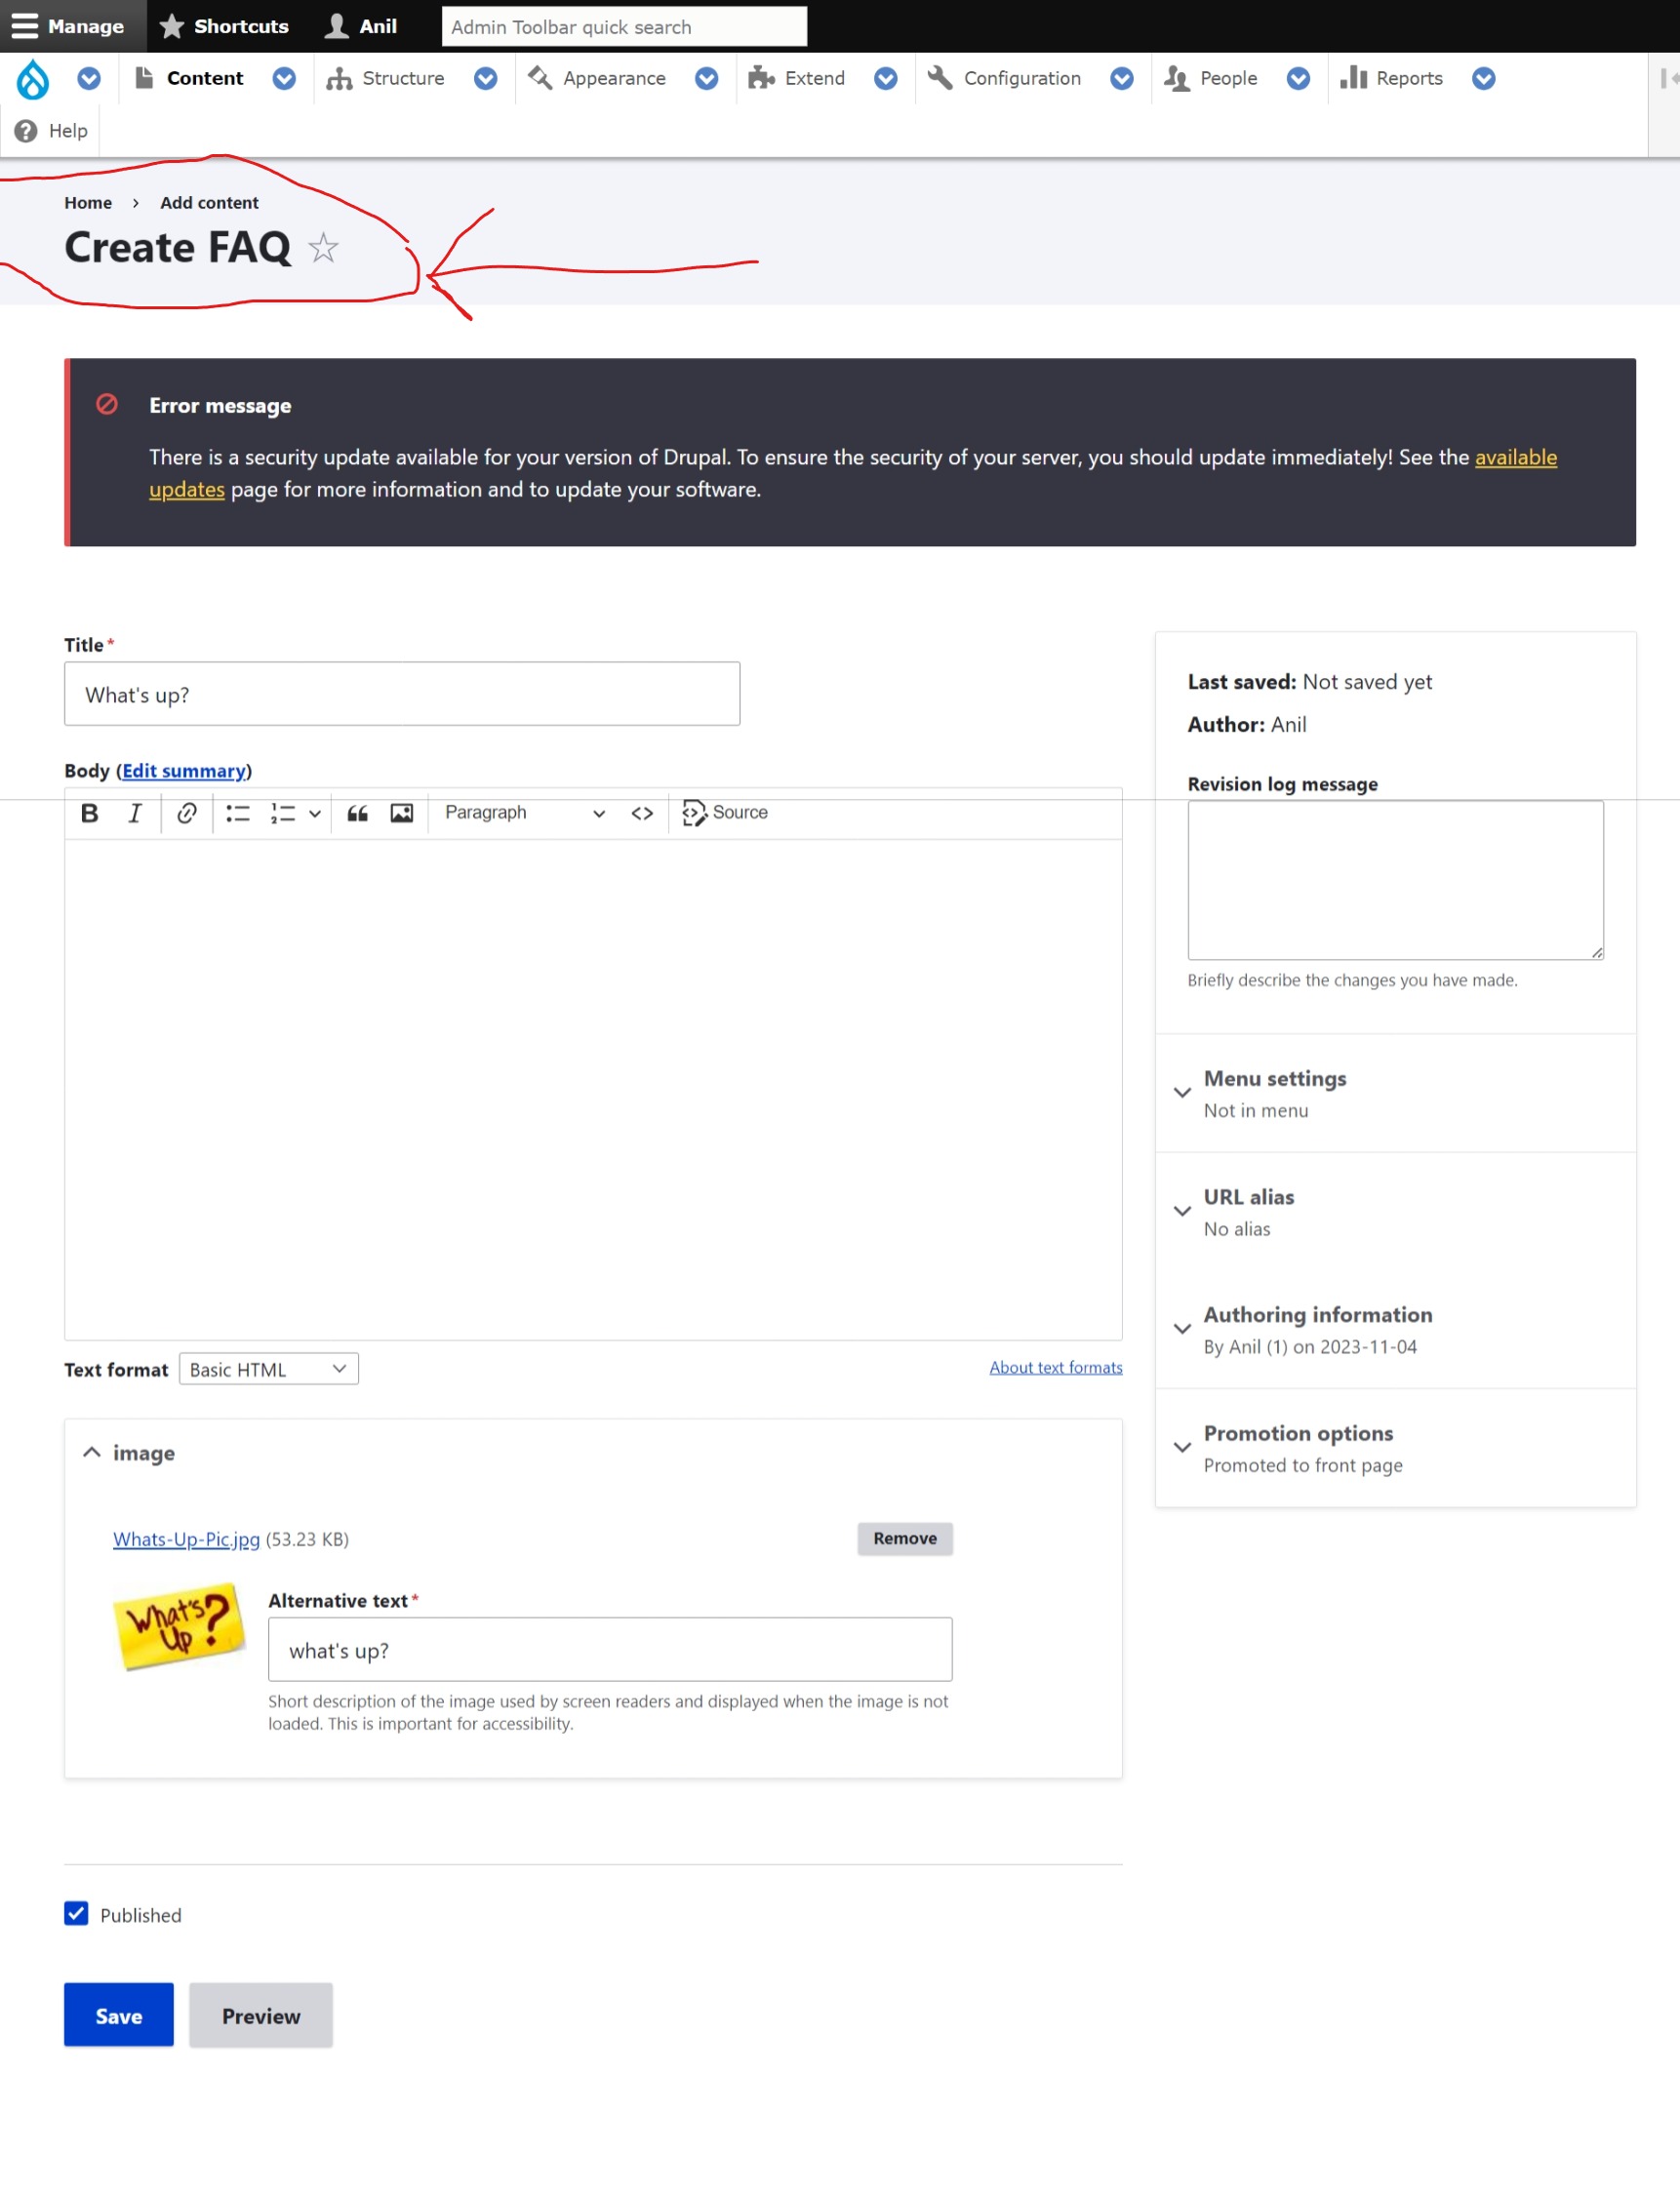 Manage Shortcuts Anil Admin Toolbar quick search
Content Structure Appearance Extend Configuration People Reports
Help
Home › Add content
Create FAQ
Error message
There is a security update available for your version of Drupal. To ensure the security of your server, you should update immediately! See the available
updates page for more information and to update your software.
Title*
What's up?
Body (Edit summary)
B I Paragraph <> Source
Text format Basic HTML About text formats
image
Whats-Up-Pic.jpg (53.23 KB) Remove
What's
Up?
Alternative text*
what's up?
Short description of the image used by screen readers and displayed when the image is not
loaded. This is important for accessibility.
Published
Save Preview
Last saved: Not saved yet
Author: Anil
Revision log message
Briefly describe the changes you have made.
Menu settings
Not in menu
URL alias
No alias
Authoring information
By Anil (1) on 2023-11-04
Promotion options
Promoted to front page